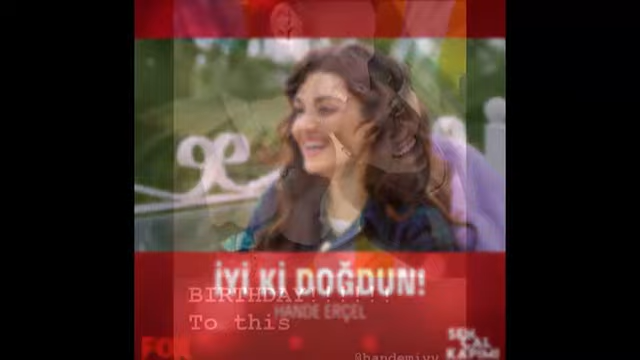 İYİ Kİ DOĞDUN!
BIRTHDAY!!!!!!
HANDE ERÇEL
To this
FOX
SEN
ÇAL
KAPIMI
@handemiyy